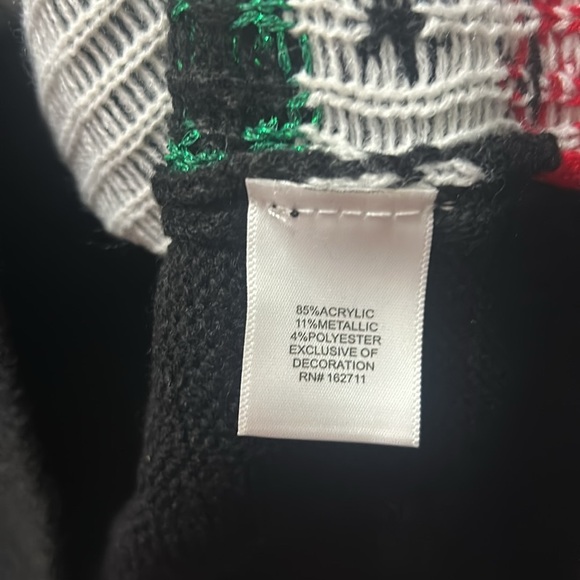 85%ACRYLIC
11%METALLIC
4%POLYESTER
EXCLUSIVE OF
DECORATION
RN# 162711